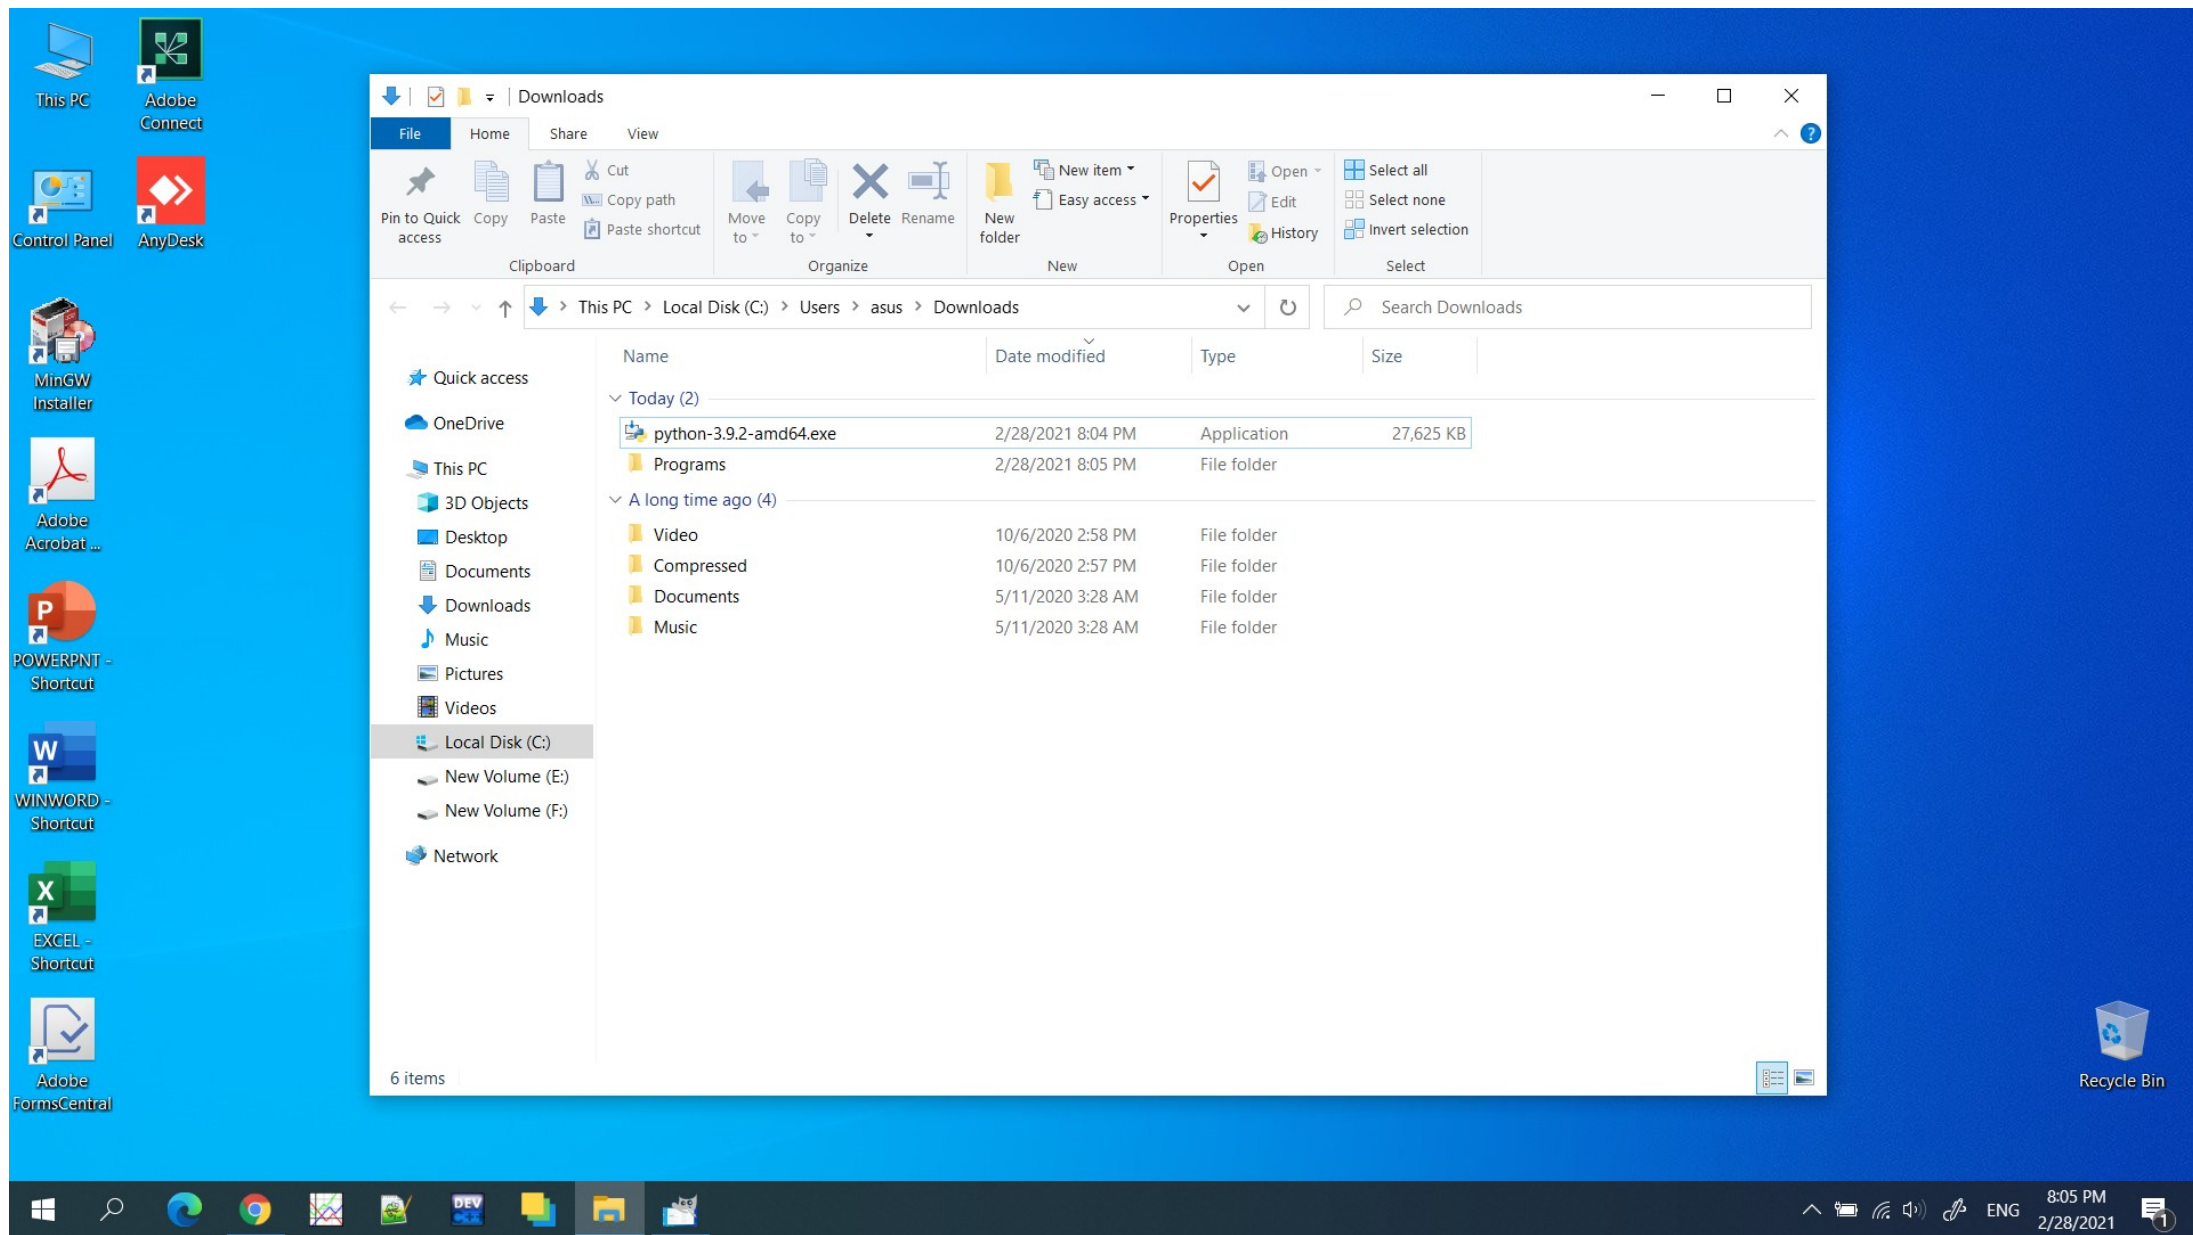 This PC
Adobe
Connect
Control Panel
AnyDesk
MinGW
Installer
Adobe
Acrobat ...
POWERPNT -
Shortcut
WINWORD -
Shortcut
EXCEL -
Shortcut
Adobe
FormsCentral
Recycle Bin
Downloads
File Home Share View
Pin to Quick
access
Copy
Paste
Cut
Copy path
Paste shortcut
Clipboard
Move
to
Copy
to
Delete
Rename
Organize
New
folder
New item
Easy access
New
Properties
Open
Edit
History
Open
Select all
Select none
Invert selection
Select
This PC > Local Disk (C:) > Users > asus > Downloads
Search Downloads
Quick access
OneDrive
This PC
3D Objects
Desktop
Documents
Downloads
Music
Pictures
Videos
Local Disk (C:)
New Volume (E:)
New Volume (F:)
Network
Name Date modified Type Size
Today (2)
python-3.9.2-amd64.exe 2/28/2021 8:04 PM Application 27,625 KB
Programs 2/28/2021 8:05 PM File folder
A long time ago (4)
Video 10/6/2020 2:58 PM File folder
Compressed 10/6/2020 2:57 PM File folder
Documents 5/11/2020 3:28 AM File folder
Music 5/11/2020 3:28 AM File folder
6 items
DEV
ENG
8:05 PM
2/28/2021
1